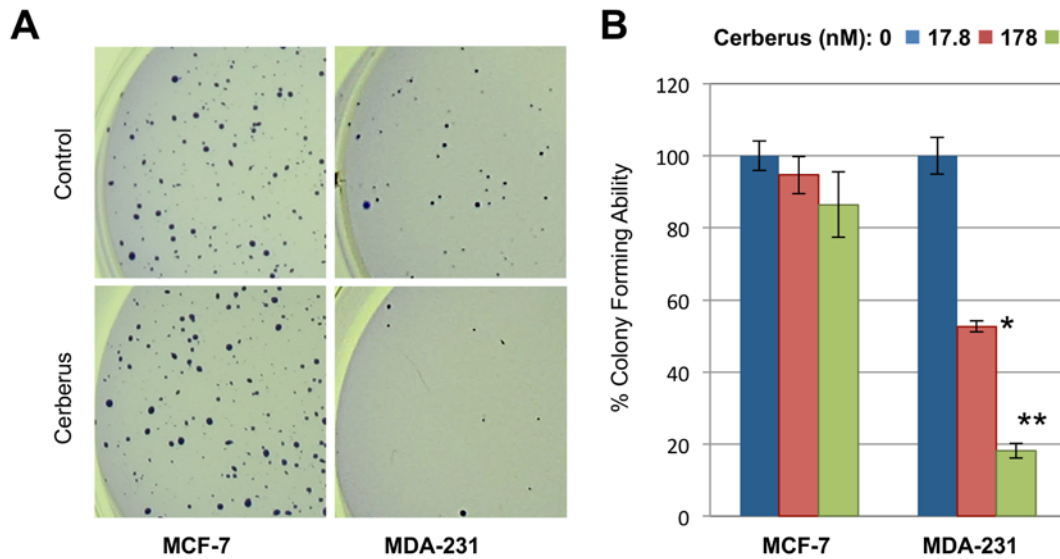 A
Control
Cerberus
MCF-7 MDA-231
B
Cerberus (nM): 0 17.8 178
% Colony Forming Ability
120
100
80
60
40
20
0
*
**
MCF-7 MDA-231